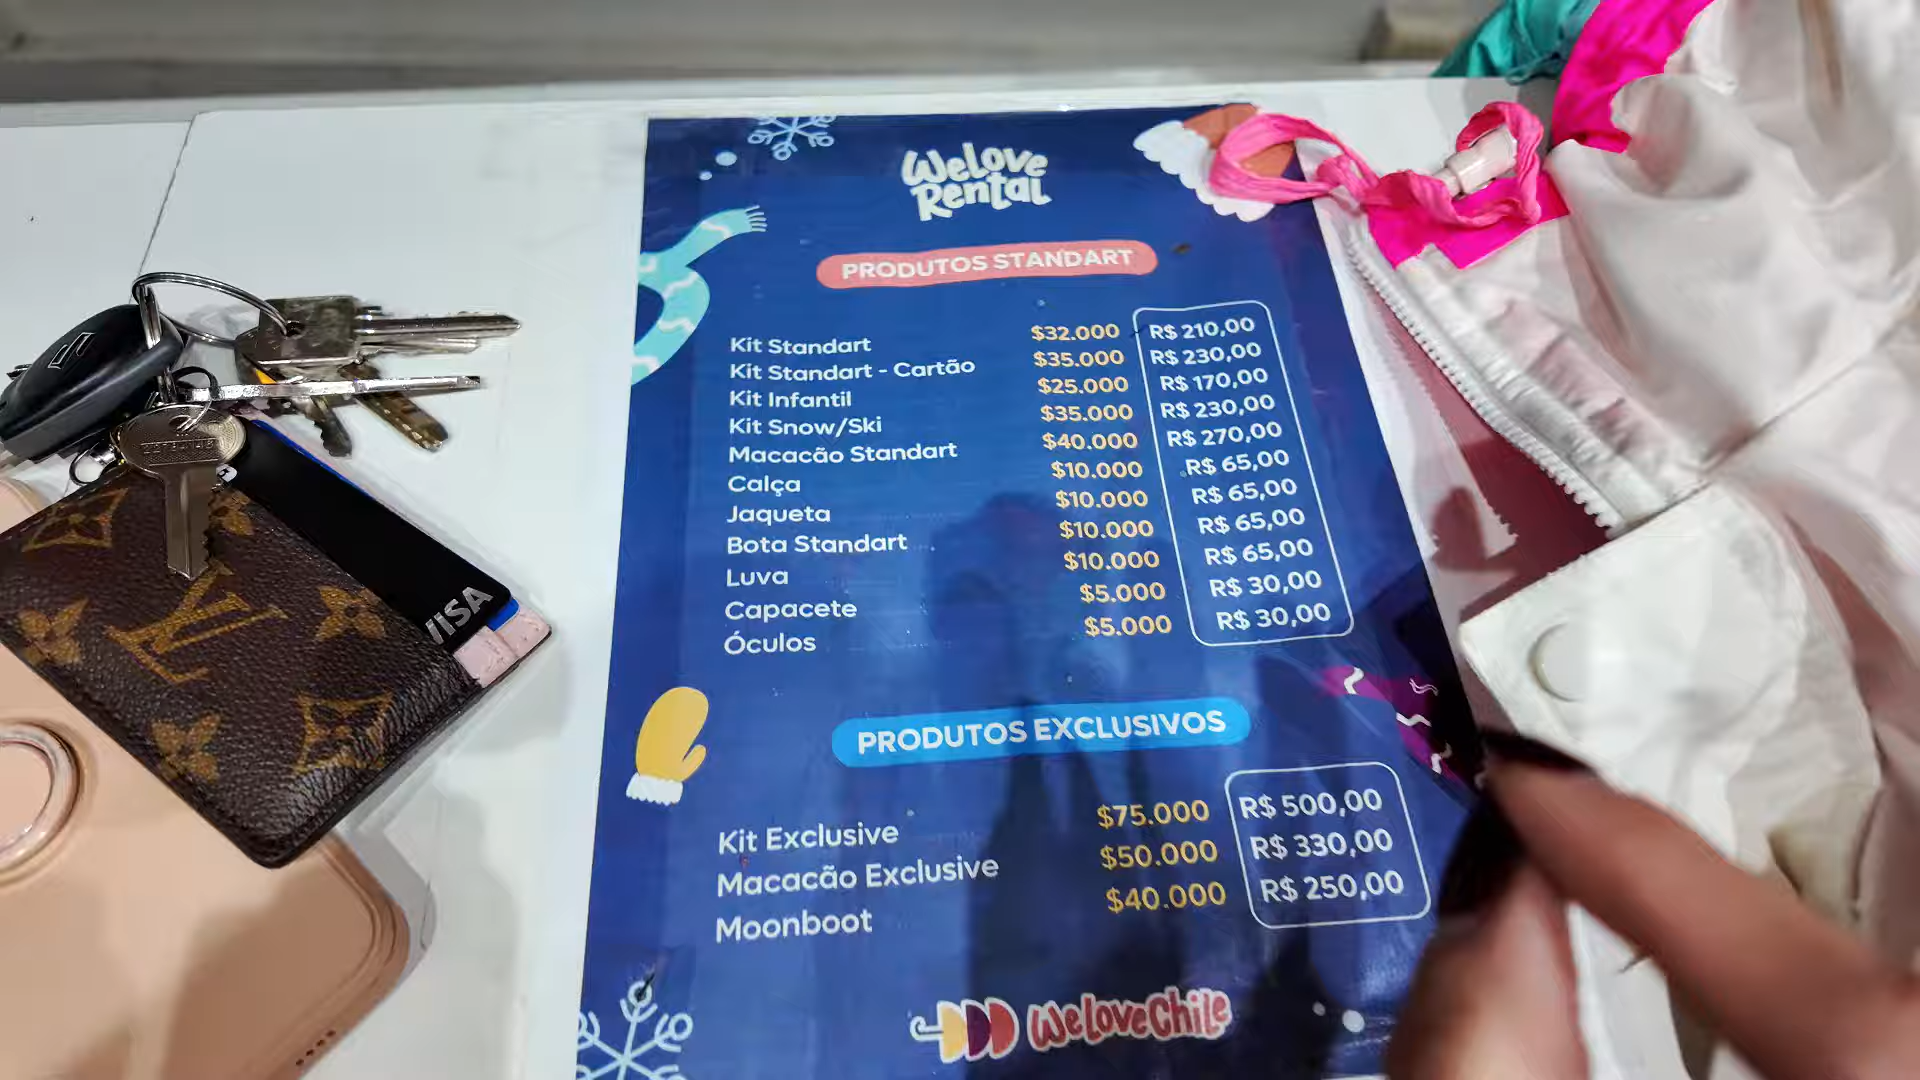 WeLove
Rental
PRODUTOS STANDART
Kit Standart $32.000 R$ 210,00
Kit Standart - Cartão $35.000 R$ 230,00
Kit Infantil $25.000 R$ 170,00
Kit Snow/Ski $35.000 R$ 230,00
Macacão Standart $40.000 R$ 270,00
Calça $10.000 R$ 65,00
Jaqueta $10.000 R$ 65,00
Bota Standart $10.000 R$ 65,00
Luva $10.000 R$ 65,00
Capacete $5.000 R$ 30,00
Óculos $5.000 R$ 30,00
VISA
PRODUTOS EXCLUSIVOS
Kit Exclusive $75.000 R$ 500,00
Macacão Exclusive $50.000 R$ 330,00
Moonboot $40.000 R$ 250,00
WeLoveChile